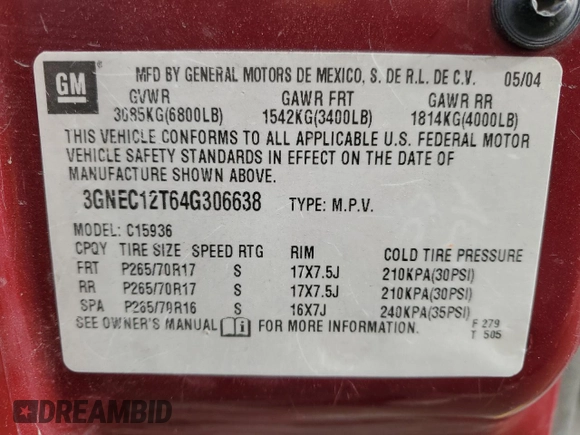 GM
MFD BY GENERAL MOTORS DE MEXICO, S. DE R.L. DE C.V. 05/04
GVWR GAWR FRT GAWR RR
3085KG(6800LB) 1542KG(3400LB) 1814KG(4000LB)
THIS VEHICLE CONFORMS TO ALL APPLICABLE U.S. FEDERAL MOTOR
VEHICLE SAFETY STANDARDS IN EFFECT ON THE DATE OF
MANUFACTURE SHOWN ABOVE.
3GNEC12T64G306638 TYPE: M.P.V.
MODEL: C15936
CPQY TIRE SIZE SPEED RTG RIM COLD TIRE PRESSURE
FRT P265/70R17 S 17X7.5J 210KPA(30PSI)
RR P265/70R17 S 17X7.5J 210KPA(30PSI)
SPA P265/70R16 S 16X7J 240KPA(35PSI)
SEE OWNER'S MANUAL i FOR MORE INFORMATION.
F 279
T 505
DREAMBID